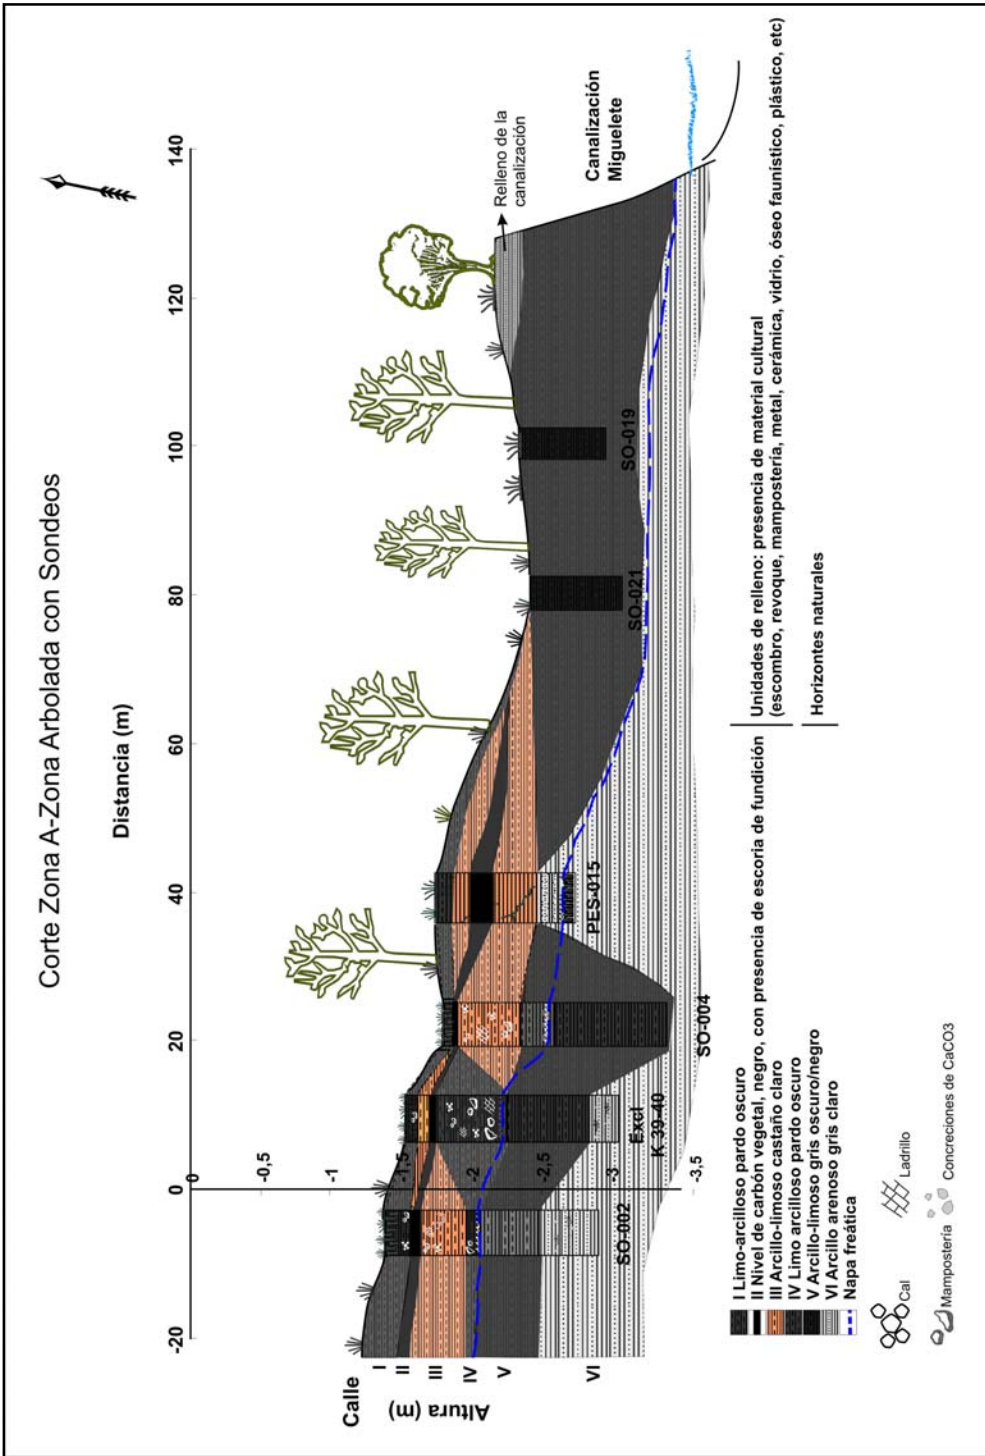 Corte Zona A-Zona Arbolada con Sondeos
Distancia (m)
-20
0
20
40
60
80
100
120
140
0
-0,5
-1
-1,5
-2
-2,5
-3
-3,5
Calle
Altura (m)
I
II
III
IV
V
VI
SO-002
Exc I
K 39-40
SO-004
PES-015
SO-021
SO-019
Relleno de la
canalización
Canalización
Miguelete
I Limo-arcilloso pardo oscuro
II Nivel de carbón vegetal, negro, con presencia de escoria de fundición
III Arcillo-limoso castaño claro
IV Limo arcilloso pardo oscuro
V Arcillo-limoso gris oscuro/negro
VI Arcillo arenoso gris claro
Napa freática
Unidades de relleno: presencia de material cultural
(escombro, revoque, mampostería, metal, cerámica, vidrio, óseo faunístico, plástico, etc)
Horizontes naturales
Cal
Ladrillo
Mampostería
Concreciones de CaCO3